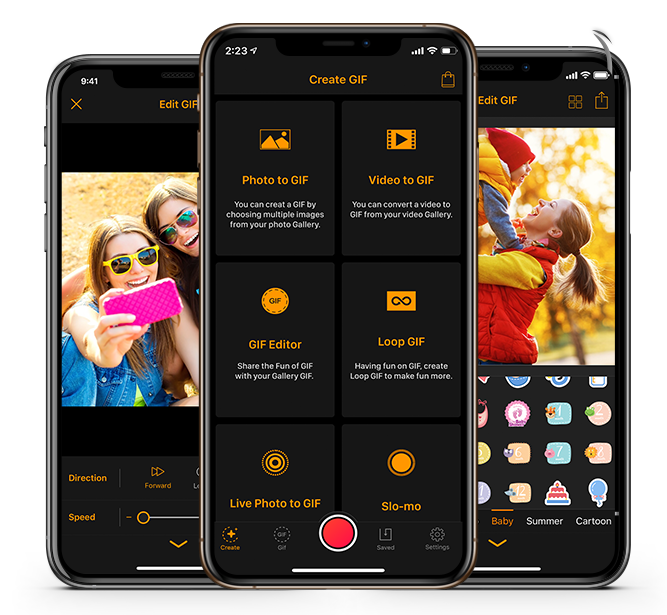 9:41
Edit GIF
Direction
Forward
Speed
2:23
Create GIF
Photo to GIF
You can creat a GIF by
choosing multiple images
from your photo Gallery.
Video to GIF
You can convert a video to
GIF from your video Gallery.
GIF
GIF Editor
Share the Fun of GIF
with your Gallery GIF.
Loop GIF
Having fun on GIF, create
Loop GIF to make fun more.
Live Photo to GIF
Slo-mo
Create
GIF
Gif
Saved
Settings
Edit GIF
Baby
Summer
Cartoon